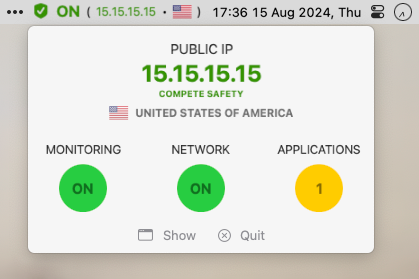 ••• ON ( 15.15.15.15 • ) 17:36 15 Aug 2024, Thu
PUBLIC IP
15.15.15.15
COMPETE SAFETY
UNITED STATES OF AMERICA
MONITORING NETWORK APPLICATIONS
ON ON 1
Show Quit